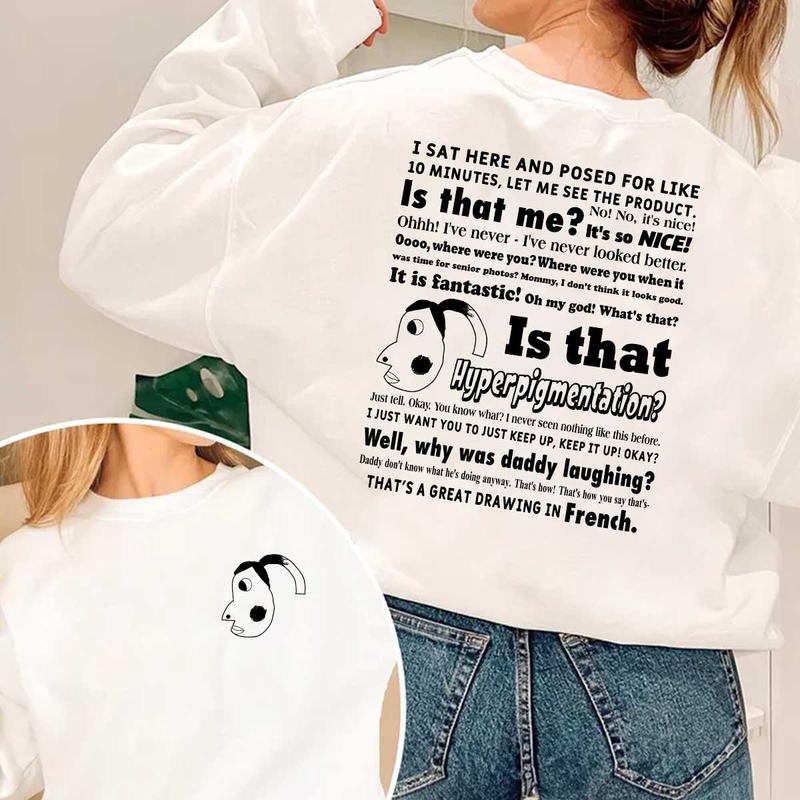 I SAT HERE AND POSED FOR LIKE
10 MINUTES, LET ME SEE THE PRODUCT.
Is that me? No! No, it's nice!
It's so NICE!
Ohhh! I've never - I've never looked better.
Oooo, where were you? Where were you when it
was time for senior photos? Mommy, I don't think it looks good.
It is fantastic! Oh my god! What's that?
Is that
Hyperpigmentation?
Just tell. Okay. You know what? I never seen nothing like this before.
I JUST WANT YOU TO JUST KEEP UP, KEEP IT UP! OKAY?
Well, why was daddy laughing?
Daddy don't know what he's doing anyway. That's how! That's how you say that's-
THAT'S A GREAT DRAWING IN French.